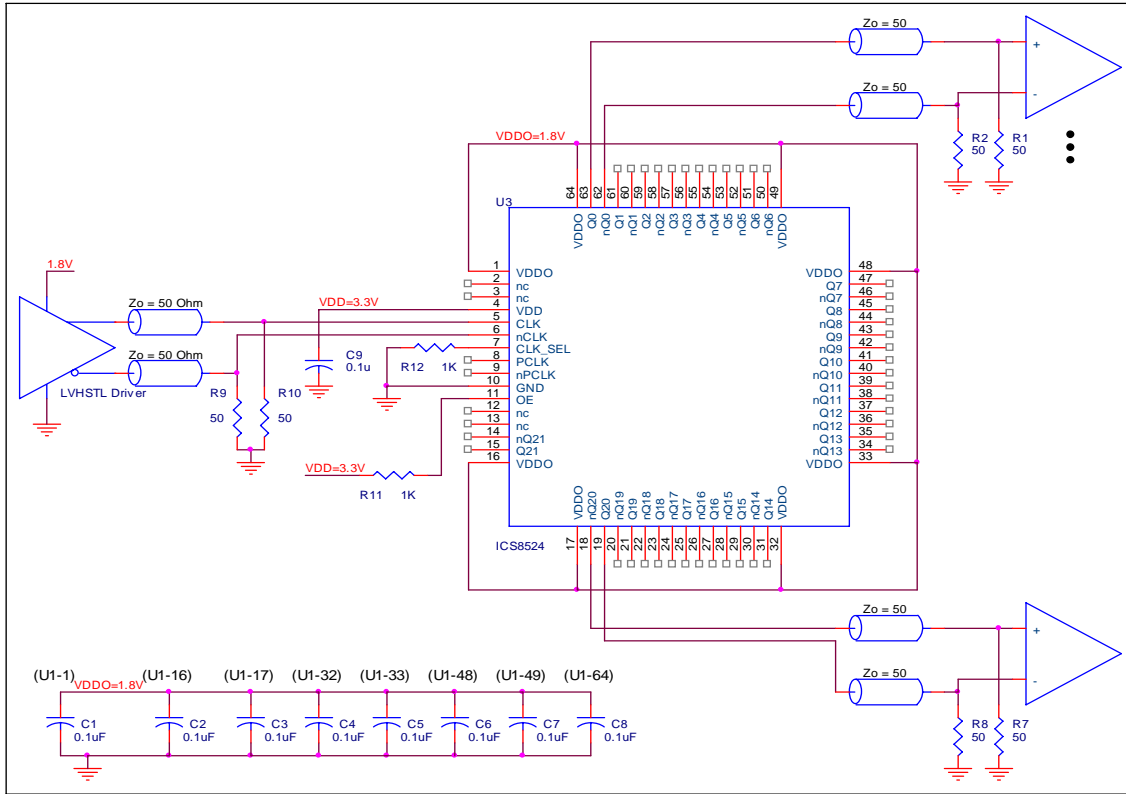 Zo = 50
+
-
Zo = 50
R2
50
R1
50
VDDO=1.8V
64
63
62
61
60
59
58
57
56
55
54
53
52
51
50
49
U3
VDDO
Q0
nQ0
Q1
nQ1
Q2
nQ2
Q3
nQ3
Q4
nQ4
Q5
nQ5
Q6
nQ6
VDDO
1.8V
Zo = 50 Ohm
Zo = 50 Ohm
LVHSTL Driver
R9
50
R10
50
VDD=3.3V
C9
0.1u
R12
1K
VDD=3.3V
R11
1K
1 VDDO
2 nc
3 nc
4 VDD
5 CLK
6 nCLK
7 CLK_SEL
8 PCLK
9 nPCLK
10 GND
11 OE
12 nc
13 nc
14 nQ21
15 Q21
16 VDDO
VDDO 48
Q7 47
nQ7 46
Q8 45
nQ8 44
Q9 43
nQ9 42
Q10 41
nQ10 40
Q11 39
nQ11 38
Q12 37
nQ12 36
Q13 35
nQ13 34
VDDO 33
VDDO
nQ20
Q20
nQ19
Q19
nQ18
Q18
nQ17
Q17
nQ16
Q16
nQ15
Q15
nQ14
Q14
VDDO
ICS8524
17
18
19
20
21
22
23
24
25
26
27
28
29
30
31
32
Zo = 50
+
-
Zo = 50
R8
50
R7
50
(U1-1) (U1-16) (U1-17) (U1-32) (U1-33) (U1-48) (U1-49) (U1-64)
VDDO=1.8V
C1
0.1uF
C2
0.1uF
C3
0.1uF
C4
0.1uF
C5
0.1uF
C6
0.1uF
C7
0.1uF
C8
0.1uF